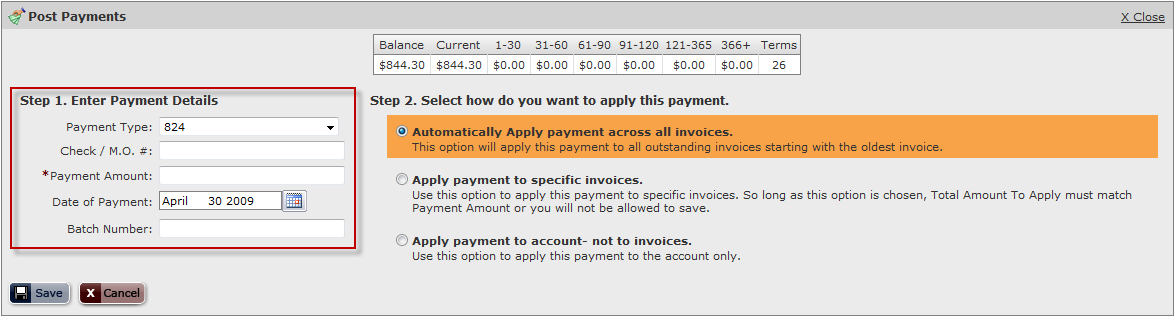 Post Payments X Close
Balance Current 1-30 31-60 61-90 91-120 121-365 366+ Terms
$844.30 $844.30 $0.00 $0.00 $0.00 $0.00 $0.00 $0.00 26
Step 1. Enter Payment Details
Payment Type: 824
Check / M.O. #:
*Payment Amount:
Date of Payment: April 30 2009
Batch Number:
Step 2. Select how do you want to apply this payment.
Automatically Apply payment across all invoices.
This option will apply this payment to all outstanding invoices starting with the oldest invoice.
Apply payment to specific invoices.
Use this option to apply this payment to specific invoices. So long as this option is chosen, Total Amount To Apply must match
Payment Amount or you will not be allowed to save.
Apply payment to account- not to invoices.
Use this option to apply this payment to the account only.
Save X Cancel